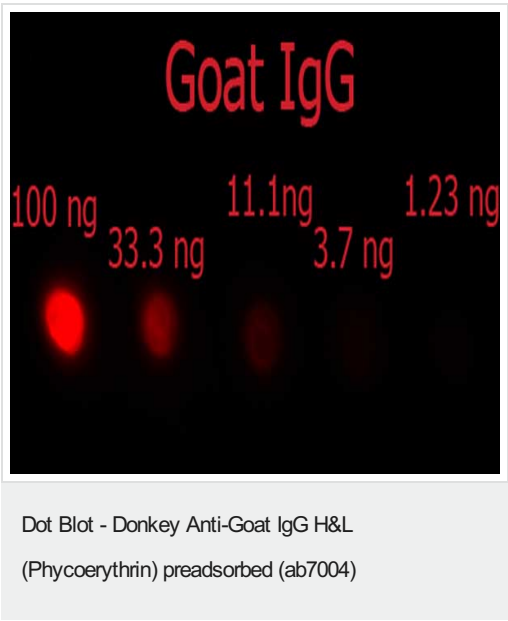 Goat IgG
100 ng
33.3 ng
11.1ng
3.7 ng
1.23 ng
Dot Blot - Donkey Anti-Goat IgG H&L
(Phycoerythrin) preadsorbed (ab7004)